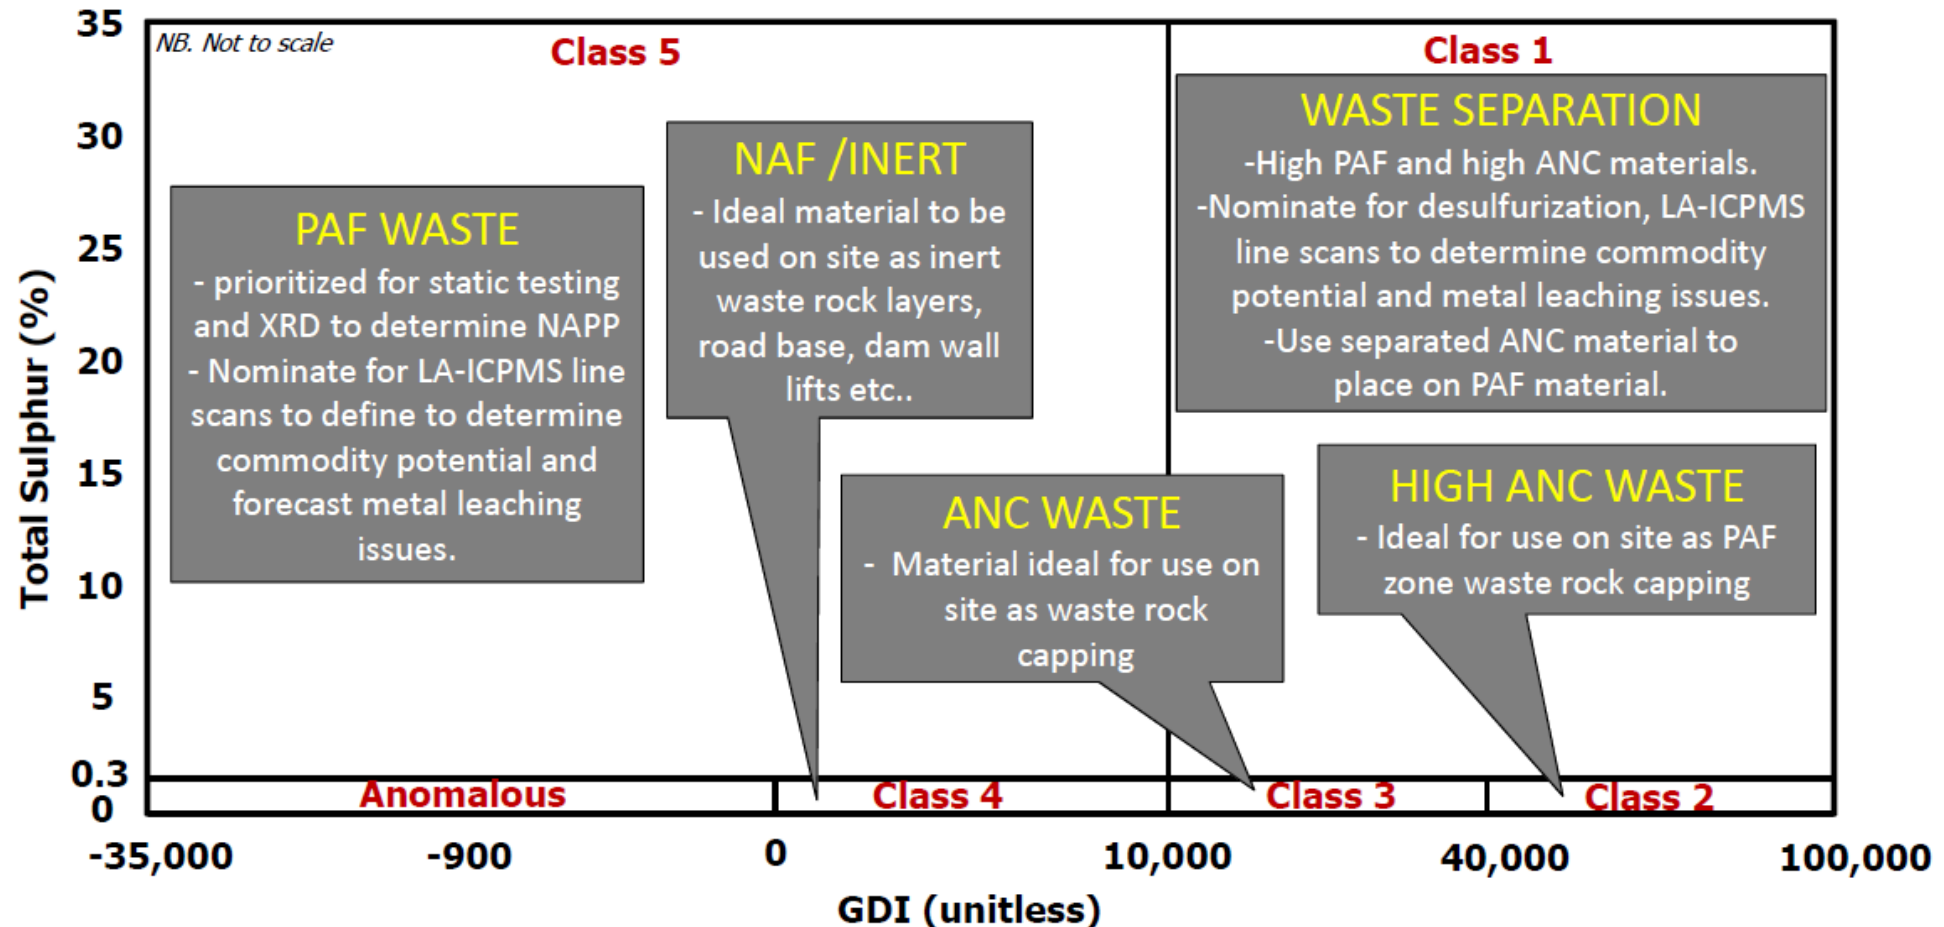 35
NB. Not to scale
Class 5
Class 1
30
25
20
15
10
5
0.3
0
Total Sulphur (%)
PAF WASTE
- prioritized for static testing
and XRD to determine NAPP
- Nominate for LA-ICPMS line
scans to define to determine
commodity potential and
forecast metal leaching
issues.
NAF /INERT
- Ideal material to be
used on site as inert
waste rock layers,
road base, dam wall
lifts etc..
WASTE SEPARATION
-High PAF and high ANC materials.
-Nominate for desulfurization, LA-ICPMS
line scans to determine commodity
potential and metal leaching issues.
-Use separated ANC material to
place on PAF material.
ANC WASTE
- Material ideal for use on
site as waste rock
capping
HIGH ANC WASTE
- Ideal for use on site as PAF
zone waste rock capping
Anomalous
Class 4
Class 3
Class 2
-35,000
-900
0
10,000
40,000
100,000
GDI (unitless)